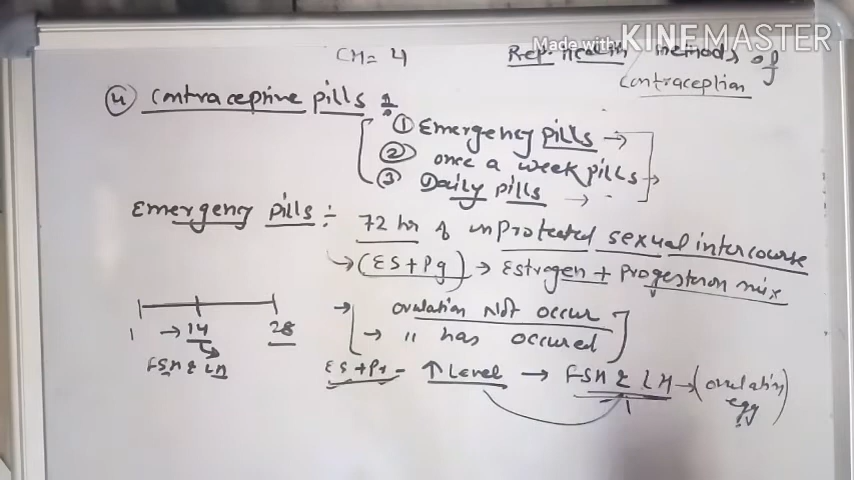 Made with KINEMASTER
CH= 4
Rep. Health / methods of
contraception
④ contraceptive pills :
① Emergency pills →
② once a week pills →
③ Daily pills →
Emergency pills ÷ 72 hr of unprotected sexual intercourse
→ (ES + Pg) → Estrogen + progesteron mix
→ ovulation Not occur
→ " has occured
1 → 14 28
FSH & LH
ES + Pr - ↑ Level → FSH & LH → (ovulation
egg)